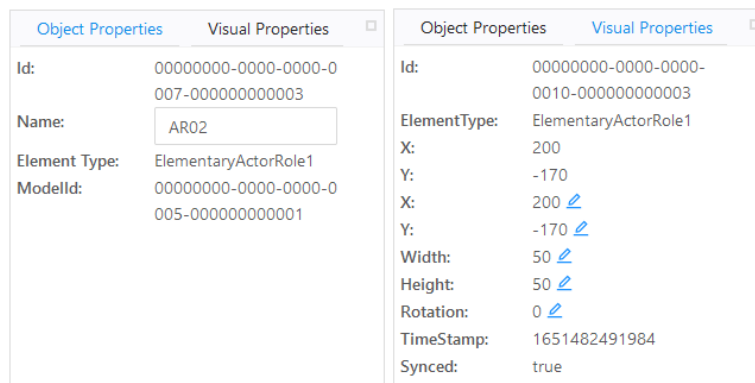 Object Properties Visual Properties
Id: 00000000-0000-0000-0
007-000000000003
Name: AR02
Element Type: ElementaryActorRole1
ModelId: 00000000-0000-0000-0
005-000000000001
Object Properties Visual Properties
Id: 00000000-0000-0000-
0010-000000000003
ElementType: ElementaryActorRole1
X: 200
Y: -170
X: 200
Y: -170
Width: 50
Height: 50
Rotation: 0
TimeStamp: 1651482491984
Synced: true